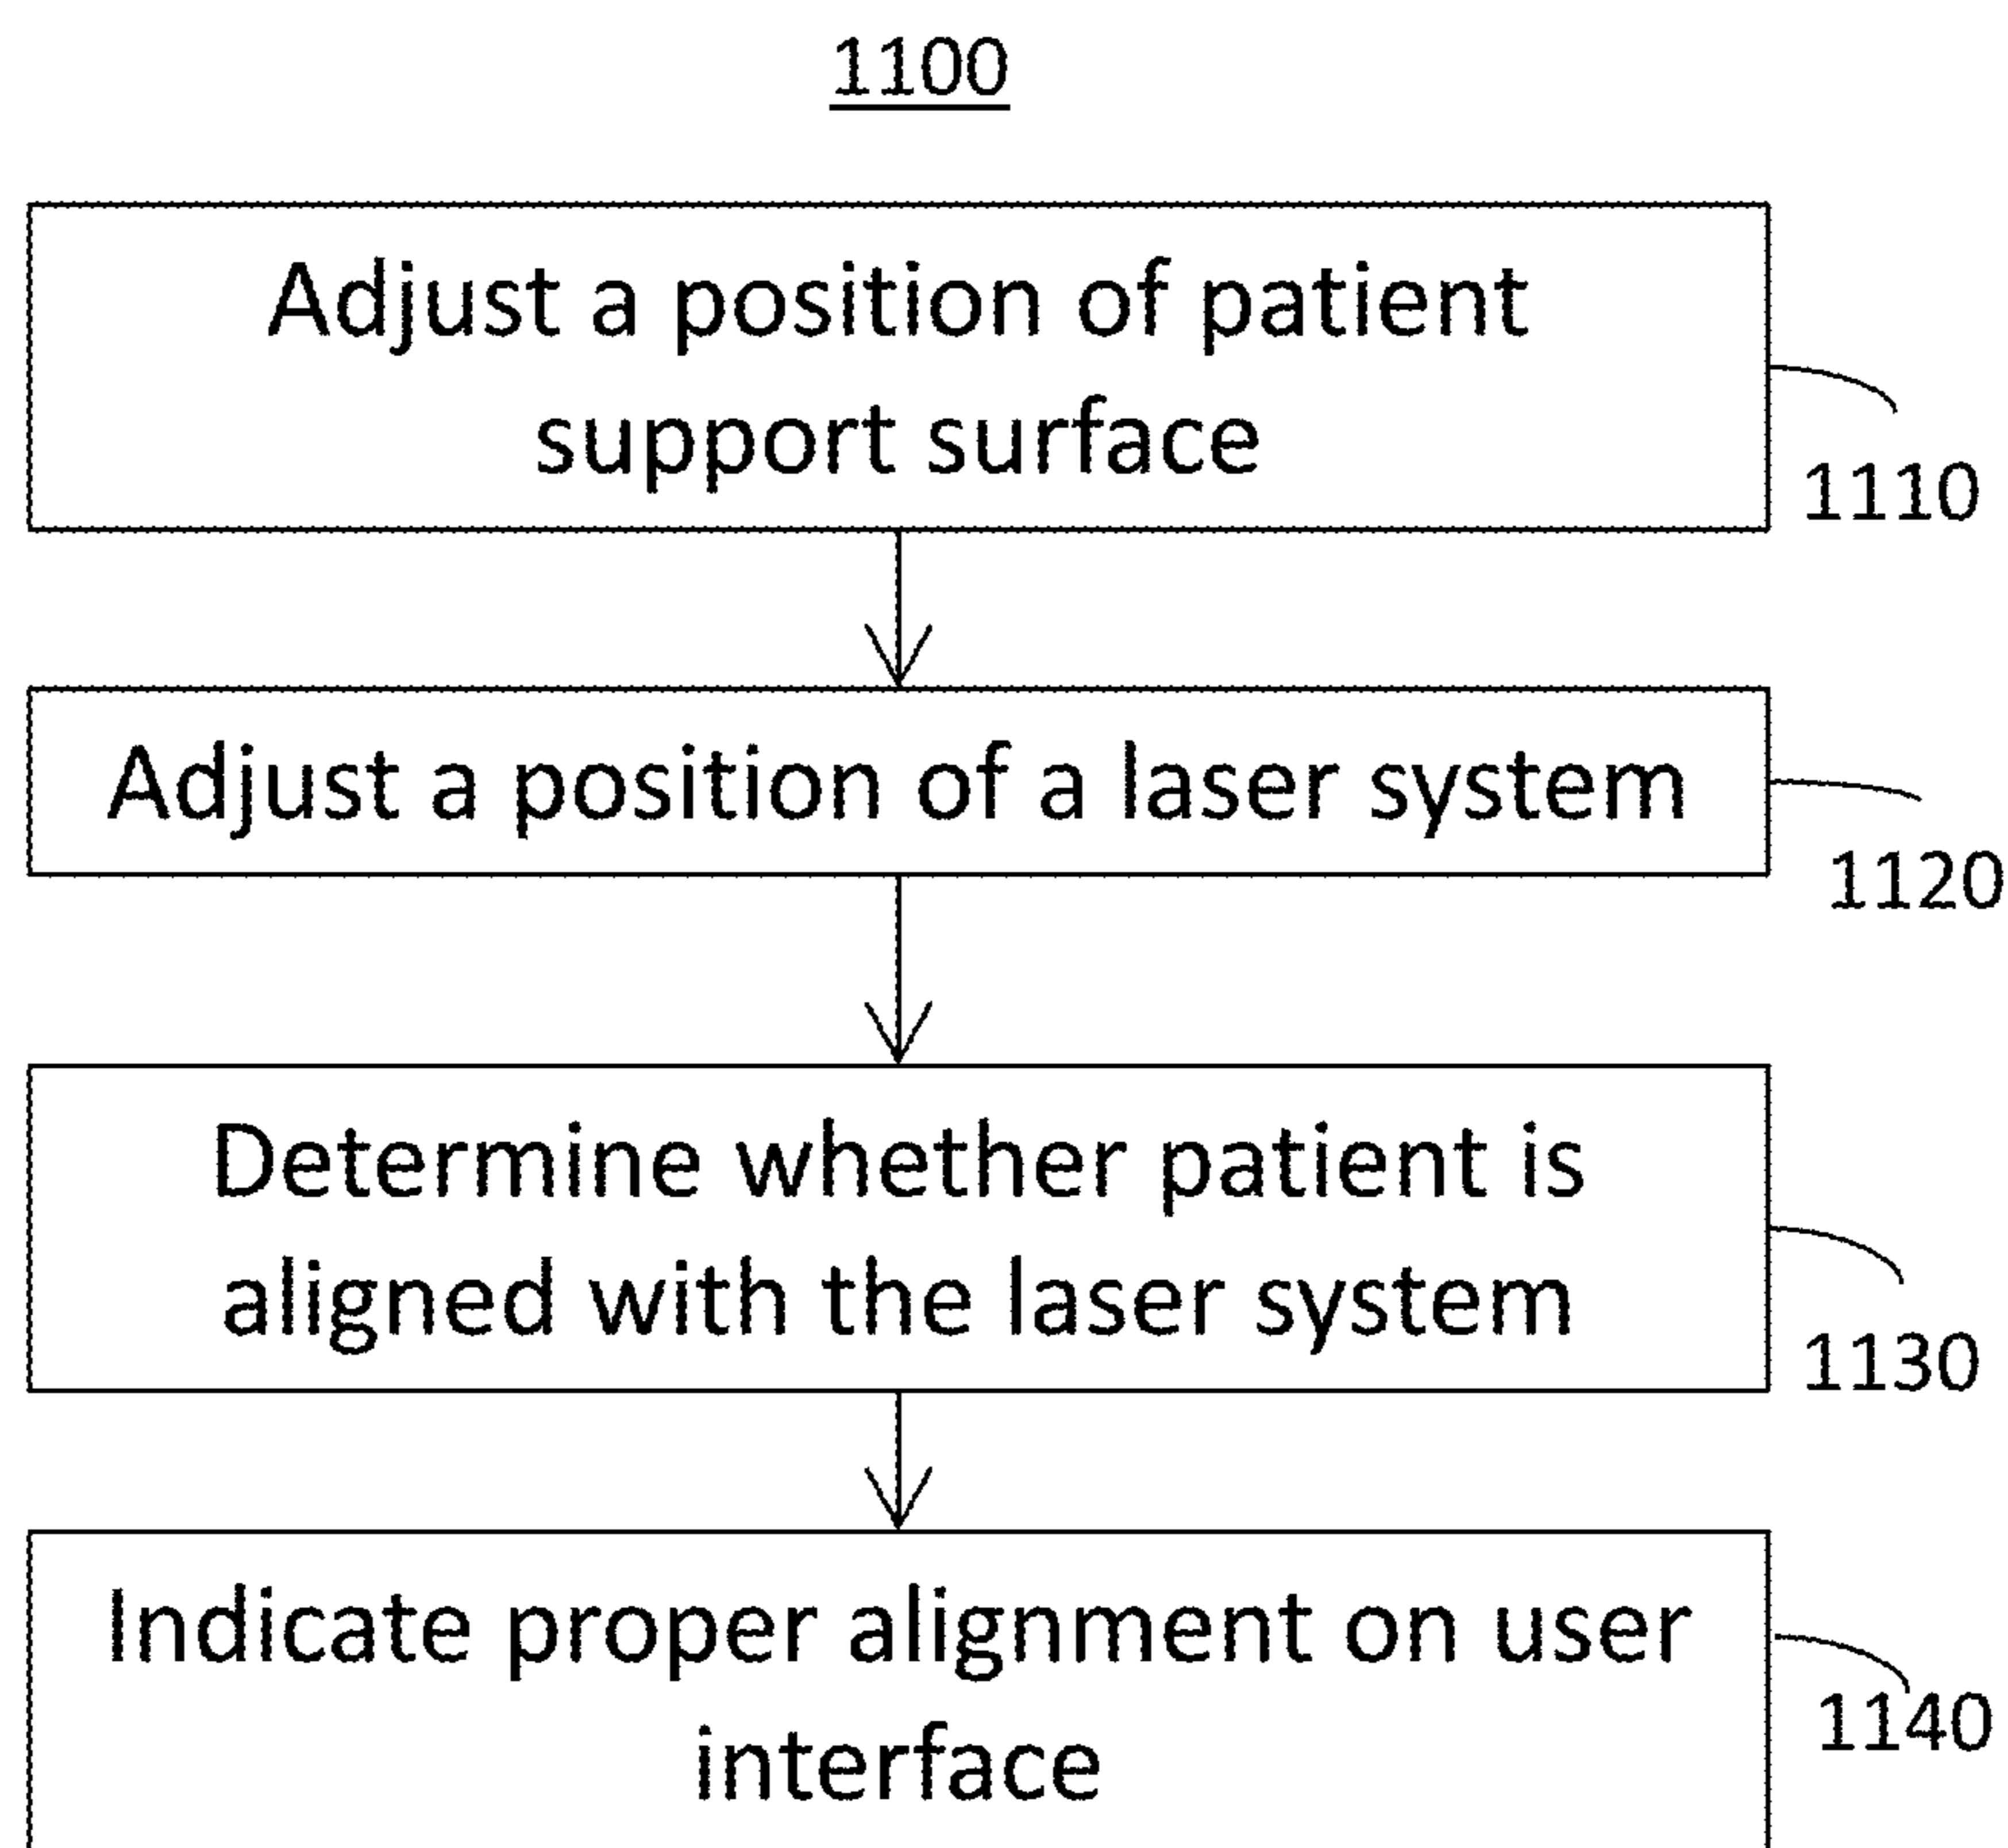 1100
Adjust a position of patient
support surface
1110
Adjust a position of a laser system
1120
Determine whether patient is
aligned with the laser system
1130
Indicate proper alignment on user
interface
1140